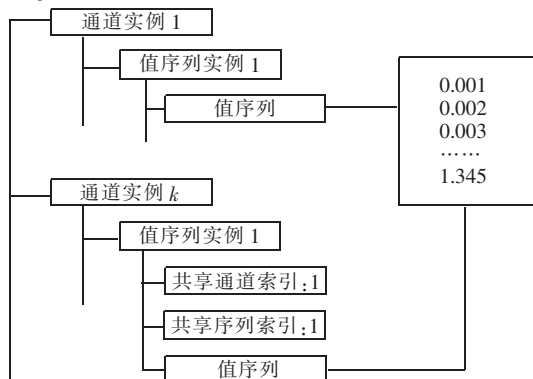 通道实例 1
值序列实例 1
值序列
0.001
0.002
0.003
……
1.345
通道实例 k
值序列实例 1
共享通道索引:1
共享序列索引:1
值序列